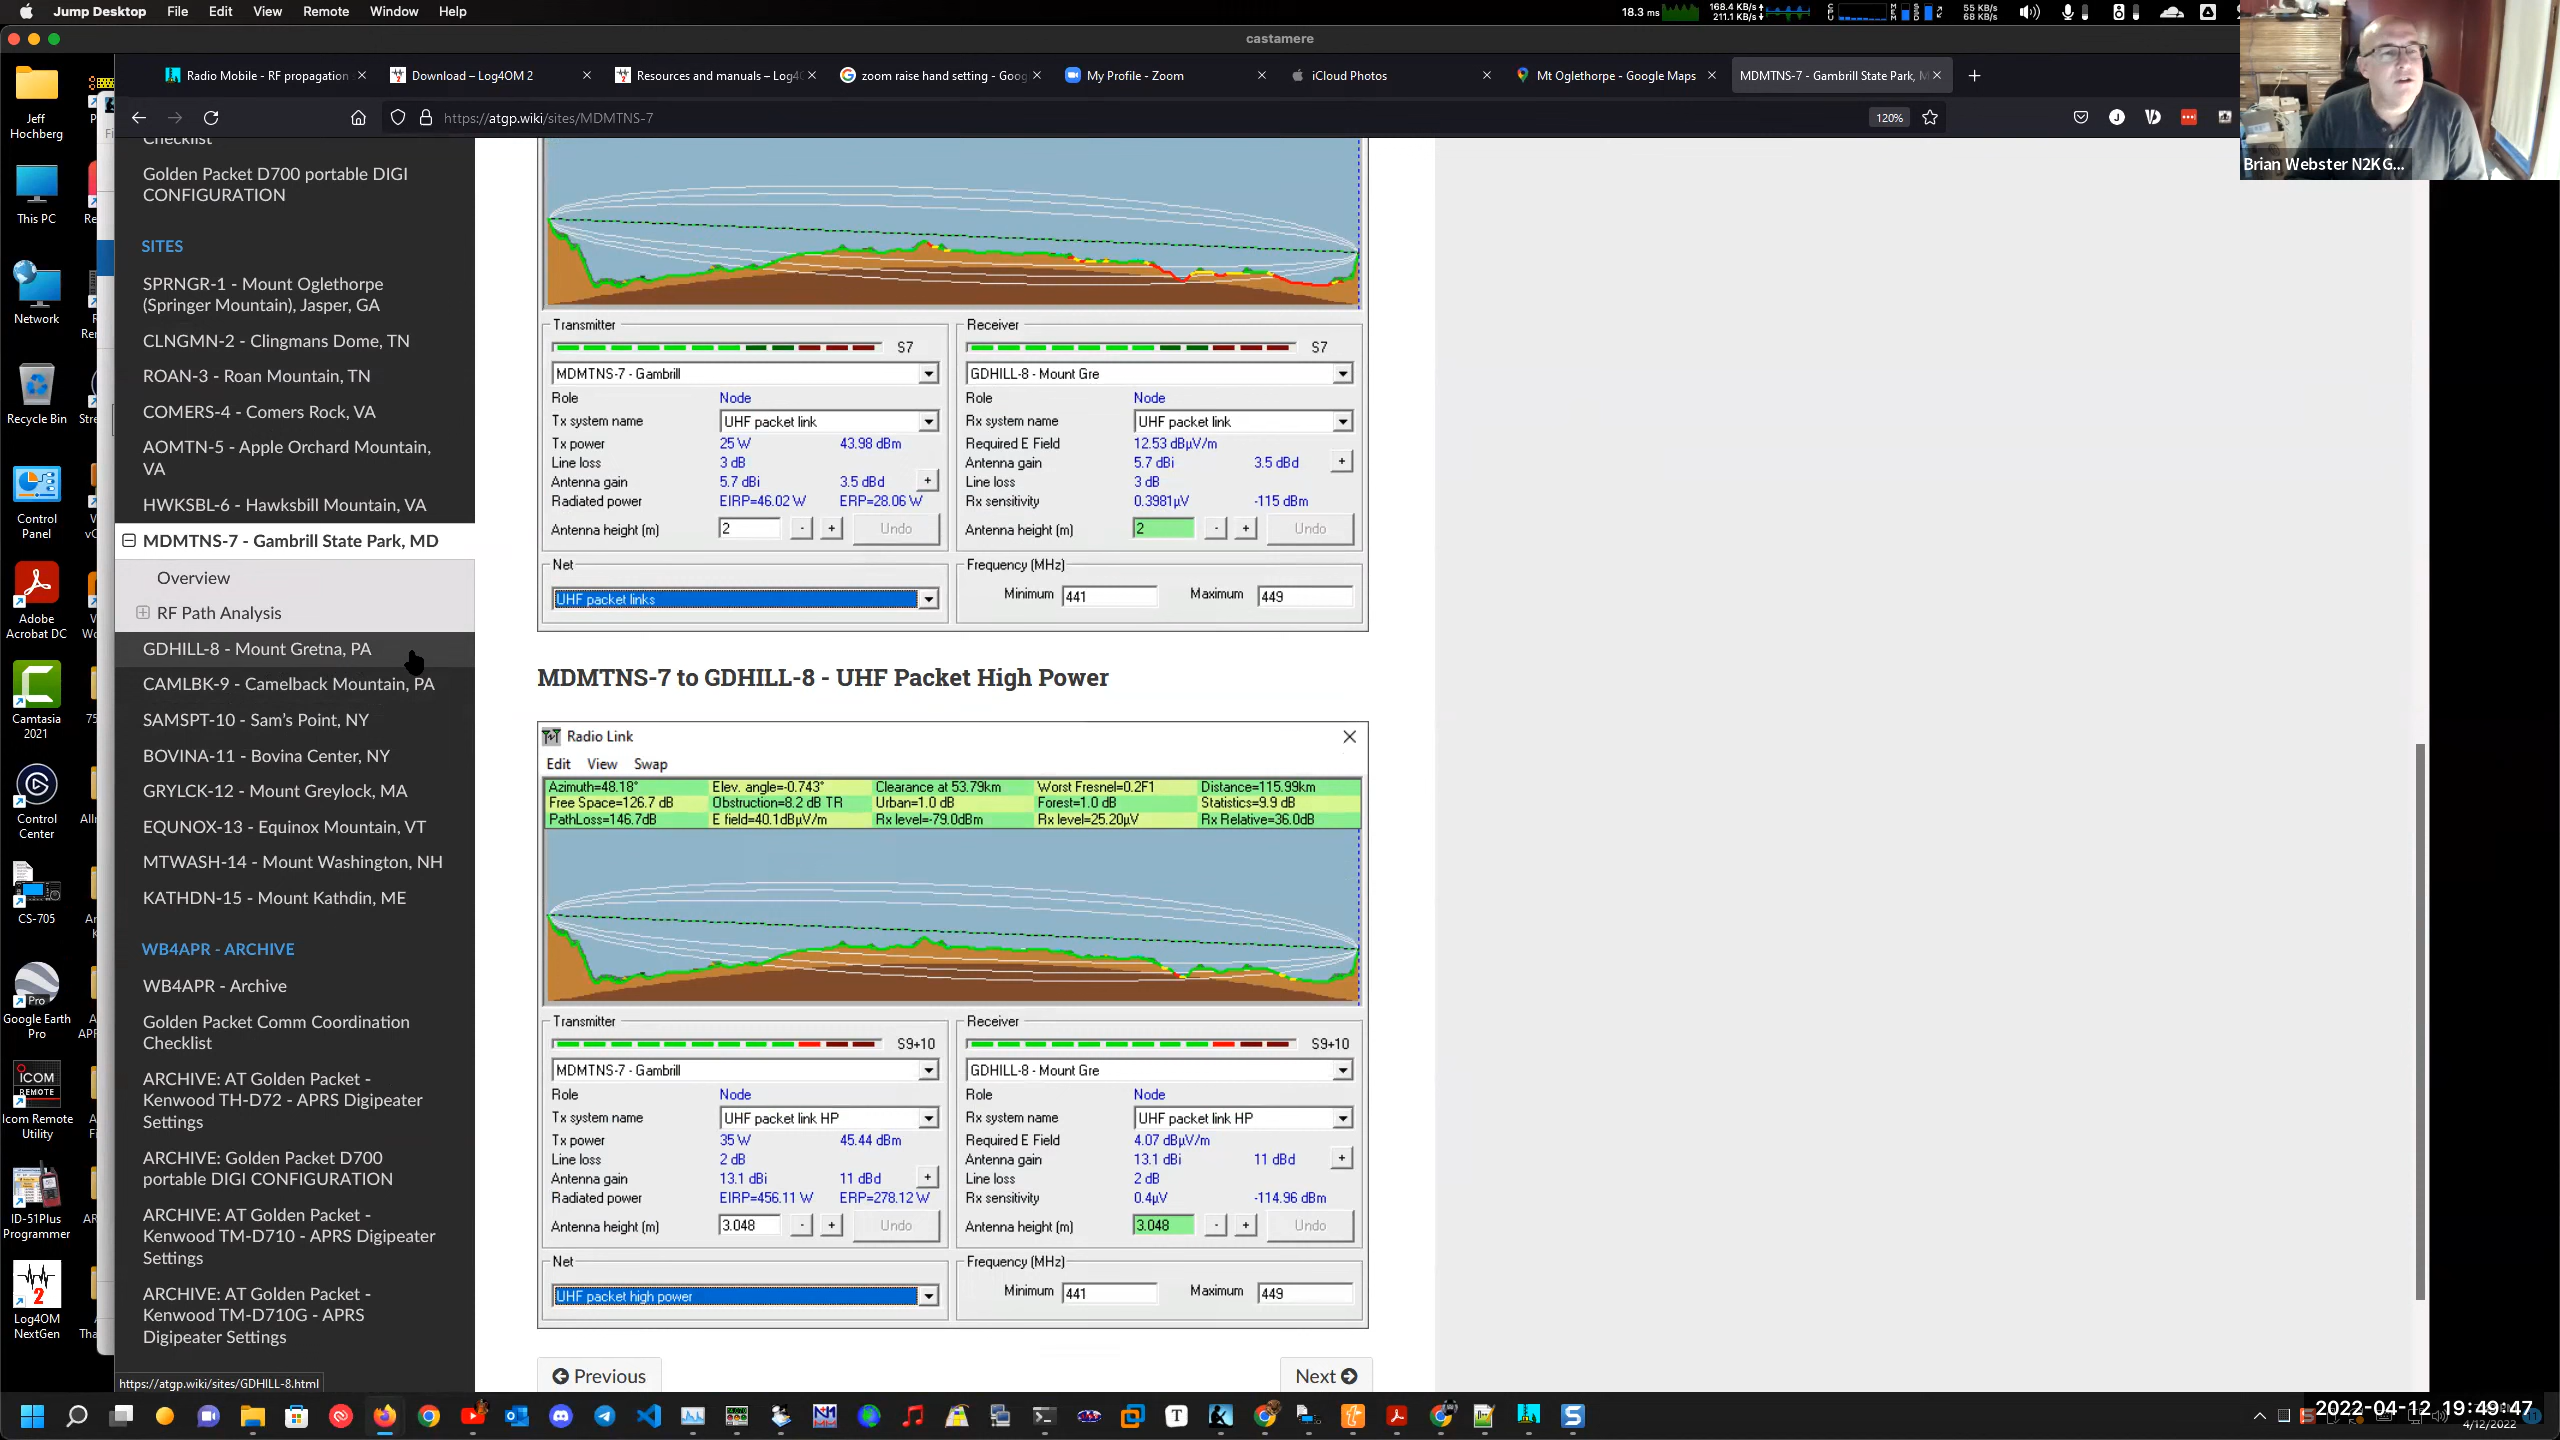 Jump Desktop File Edit View Remote Window Help
18.3 ms 168.4 KB/s 211.1 KB/s 55 KB/s 68 KB/s
castamere
Radio Mobile - RF propagation
Download – Log4OM 2
Resources and manuals – Log4
zoom raise hand setting - Goog
My Profile - Zoom
iCloud Photos
Mt Oglethorpe - Google Maps
MDMTNS-7 - Gambrill State Park, M
https://atgp.wiki/sites/MDMTNS-7
120%
Brian Webster N2KG...
Jeff Hochberg
This PC
Network
Recycle Bin
Control Panel
Adobe Acrobat DC
Camtasia 2021
Control Center
CS-705
Google Earth Pro
Icom Remote Utility
ID-51Plus Programmer
Log4OM NextGen
Checklist
Golden Packet D700 portable DIGI
CONFIGURATION
SITES
SPRNGR-1 - Mount Oglethorpe
(Springer Mountain), Jasper, GA
CLNGMN-2 - Clingmans Dome, TN
ROAN-3 - Roan Mountain, TN
COMERS-4 - Comers Rock, VA
AOMTN-5 - Apple Orchard Mountain,
VA
HWKSBL-6 - Hawksbill Mountain, VA
MDMTNS-7 - Gambrill State Park, MD
Overview
RF Path Analysis
GDHILL-8 - Mount Gretna, PA
CAMLBK-9 - Camelback Mountain, PA
SAMSPT-10 - Sam's Point, NY
BOVINA-11 - Bovina Center, NY
GRYLCK-12 - Mount Greylock, MA
EQUNOX-13 - Equinox Mountain, VT
MTWASH-14 - Mount Washington, NH
KATHDN-15 - Mount Kathdin, ME
WB4APR - ARCHIVE
WB4APR - Archive
Golden Packet Comm Coordination
Checklist
ARCHIVE: AT Golden Packet -
Kenwood TH-D72 - APRS Digipeater
Settings
ARCHIVE: Golden Packet D700
portable DIGI CONFIGURATION
ARCHIVE: AT Golden Packet -
Kenwood TM-D710 - APRS Digipeater
Settings
ARCHIVE: AT Golden Packet -
Kenwood TM-D710G - APRS
Digipeater Settings
https://atgp.wiki/sites/GDHILL-8.html
Transmitter
S7
MDMTNS-7 - Gambrill
Role Node
Tx system name UHF packet link
Tx power 25 W 43.98 dBm
Line loss 3 dB
Antenna gain 5.7 dBi 3.5 dBd +
Radiated power EIRP=46.02 W ERP=28.06 W
Antenna height (m) 2 - + Undo
Net
UHF packet links
Receiver
S7
GDHILL-8 - Mount Gre
Role Node
Rx system name UHF packet link
Required E Field 12.53 dBµV/m
Antenna gain 5.7 dBi 3.5 dBd +
Line loss 3 dB
Rx sensitivity 0.3981µV -115 dBm
Antenna height (m) 2 - + Undo
Frequency (MHz)
Minimum 441 Maximum 449
MDMTNS-7 to GDHILL-8 - UHF Packet High Power
Radio Link
Edit View Swap
Azimuth=48.18° Elev. angle=-0.743° Clearance at 53.79km Worst Fresnel=0.2F1 Distance=115.99km
Free Space=126.7 dB Obstruction=8.2 dB TR Urban=1.0 dB Forest=1.0 dB Statistics=9.9 dB
PathLoss=146.7dB E field=40.1dBµV/m Rx level=-79.0dBm Rx level=25.20µV Rx Relative=36.0dB
Transmitter
S9+10
MDMTNS-7 - Gambrill
Role Node
Tx system name UHF packet link HP
Tx power 35 W 45.44 dBm
Line loss 2 dB
Antenna gain 13.1 dBi 11 dBd +
Radiated power EIRP=456.11 W ERP=278.12 W
Antenna height (m) 3.048 - + Undo
Net
UHF packet high power
Receiver
S9+10
GDHILL-8 - Mount Gre
Role Node
Rx system name UHF packet link HP
Required E Field 4.07 dBµV/m
Antenna gain 13.1 dBi 11 dBd +
Line loss 2 dB
Rx sensitivity 0.4µV -114.96 dBm
Antenna height (m) 3.048 - + Undo
Frequency (MHz)
Minimum 441 Maximum 449
Previous
Next
2022-04-12 19:49:47
4/12/2022